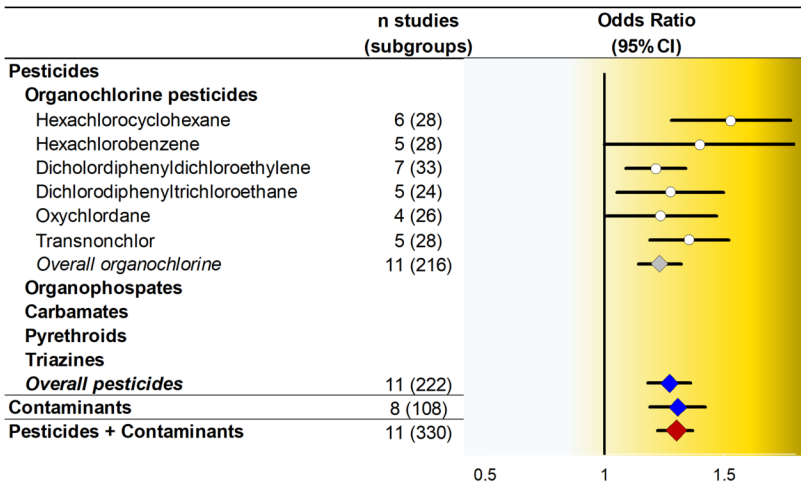 n studies Odds Ratio
(subgroups) (95% CI)
Pesticides
Organochlorine pesticides
Hexachlorocyclohexane 6 (28)
Hexachlorobenzene 5 (28)
Dicholordiphenyldichloroethylene 7 (33)
Dichlorodiphenyltrichloroethane 5 (24)
Oxychlordane 4 (26)
Transnonchlor 5 (28)
Overall organochlorine 11 (216)
Organophospates
Carbamates
Pyrethroids
Triazines
Overall pesticides 11 (222)
Contaminants 8 (108)
Pesticides + Contaminants 11 (330)
0.5 1 1.5